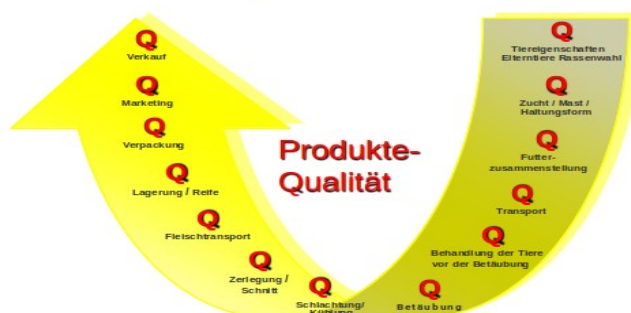 Q
Tiereigenschaften
Elterntiere Rassenwahl
Q
Zucht / Mast /
Haltungsform
Q
Futter-
zusammenstellung
Q
Transport
Q
Behandlung der Tiere
vor der Betäubung
Q
Betäubung
Q
Schlachtung/
Kühlung
Q
Zerlegung /
Schnitt
Q
Fleischtransport
Q
Lagerung / Reife
Q
Verpackung
Q
Marketing
Q
Verkauf
Produkte-
Qualität